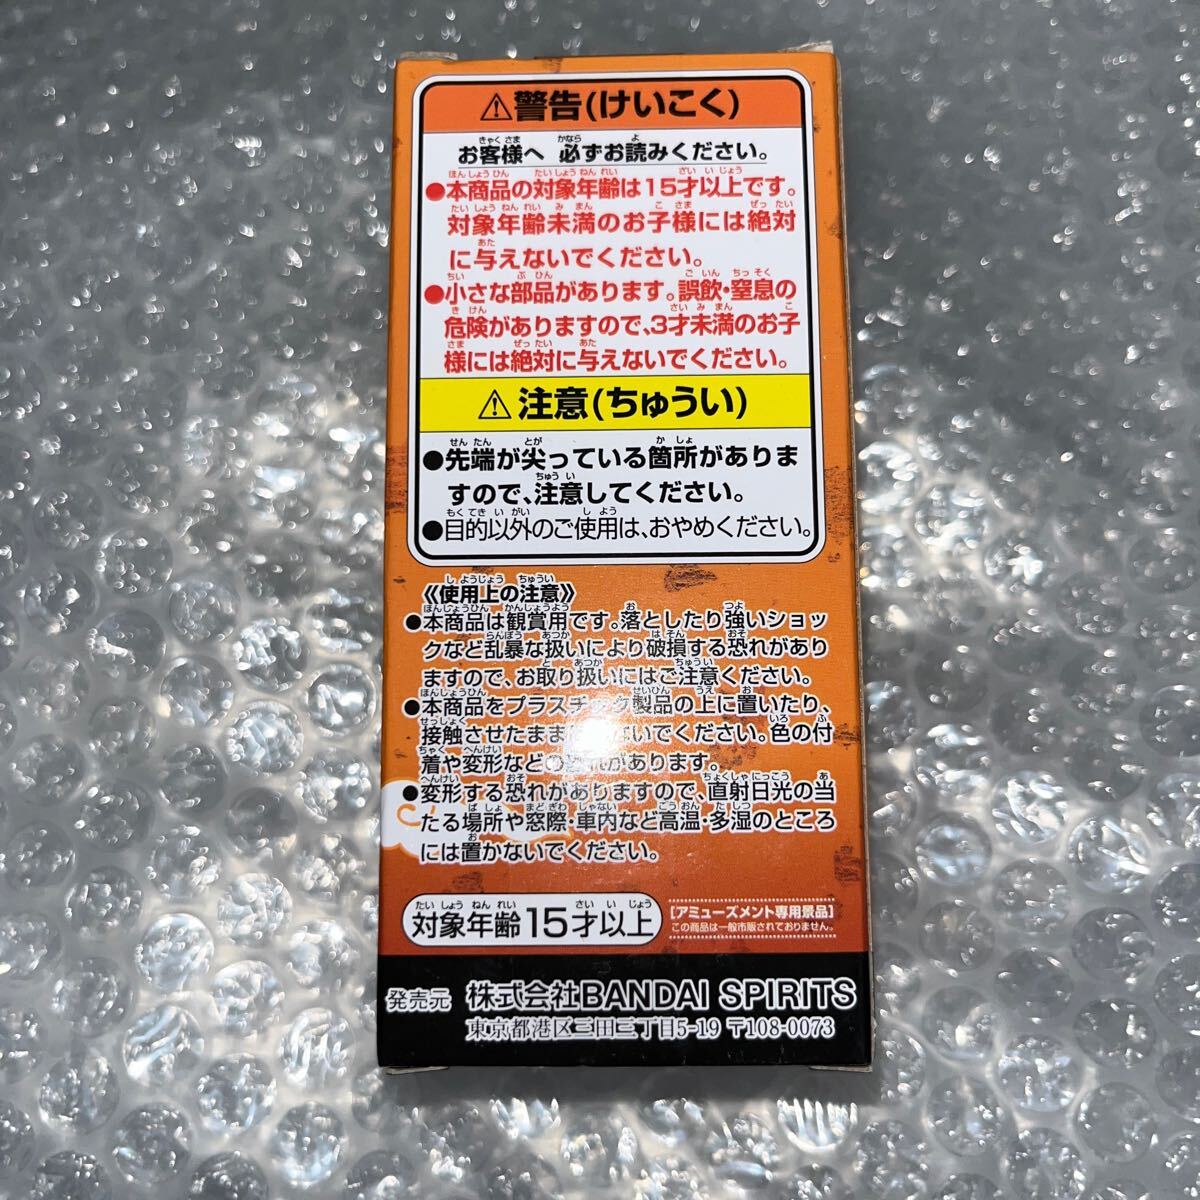 ⚠警告(けいこく)
お客様へ 必ずお読みください。
●本商品の対象年齢は15才以上です。
対象年齢未満のお子様には絶対
に与えないでください。
●小さな部品があります。誤飲・窒息の
危険がありますので、3才未満のお子
様には絶対に与えないでください。
⚠注意(ちゅうい)
●先端が尖っている箇所がありま
すので、注意してください。
●目的以外のご使用は、おやめください。
《使用上の注意》
●本商品は観賞用です。落としたり強いショッ
クなど乱暴な扱いにより破損する恐れがあり
ますので、お取り扱いにはご注意ください。
●本商品をプラスチック製品の上に置いたり、
接触させたまま ないでください。色の付
着や変形などの恐れがあります。
●変形する恐れがありますので、直射日光の当
たる場所や窓際・車内など高温・多湿のところ
には置かないでください。
対象年齢15才以上
[アミューズメント専用景品]
この商品は一般市販されておりません。
発売元 株式会社BANDAI SPIRITS
東京都港区三田三丁目5-19 〒108-0073